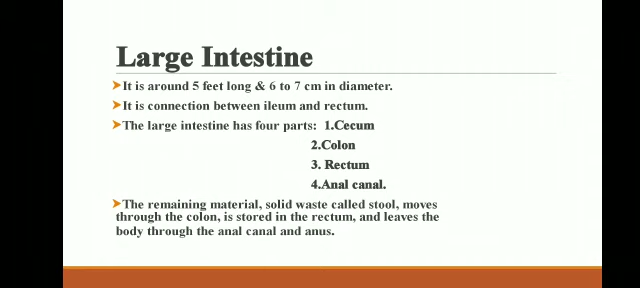 Large Intestine
➤It is around 5 feet long & 6 to 7 cm in diameter.
➤It is connection between ileum and rectum.
➤The large intestine has four parts:  1.Cecum
2.Colon
3. Rectum
4.Anal canal.
➤The remaining material, solid waste called stool, moves
through the colon, is stored in the rectum, and leaves the
body through the anal canal and anus.